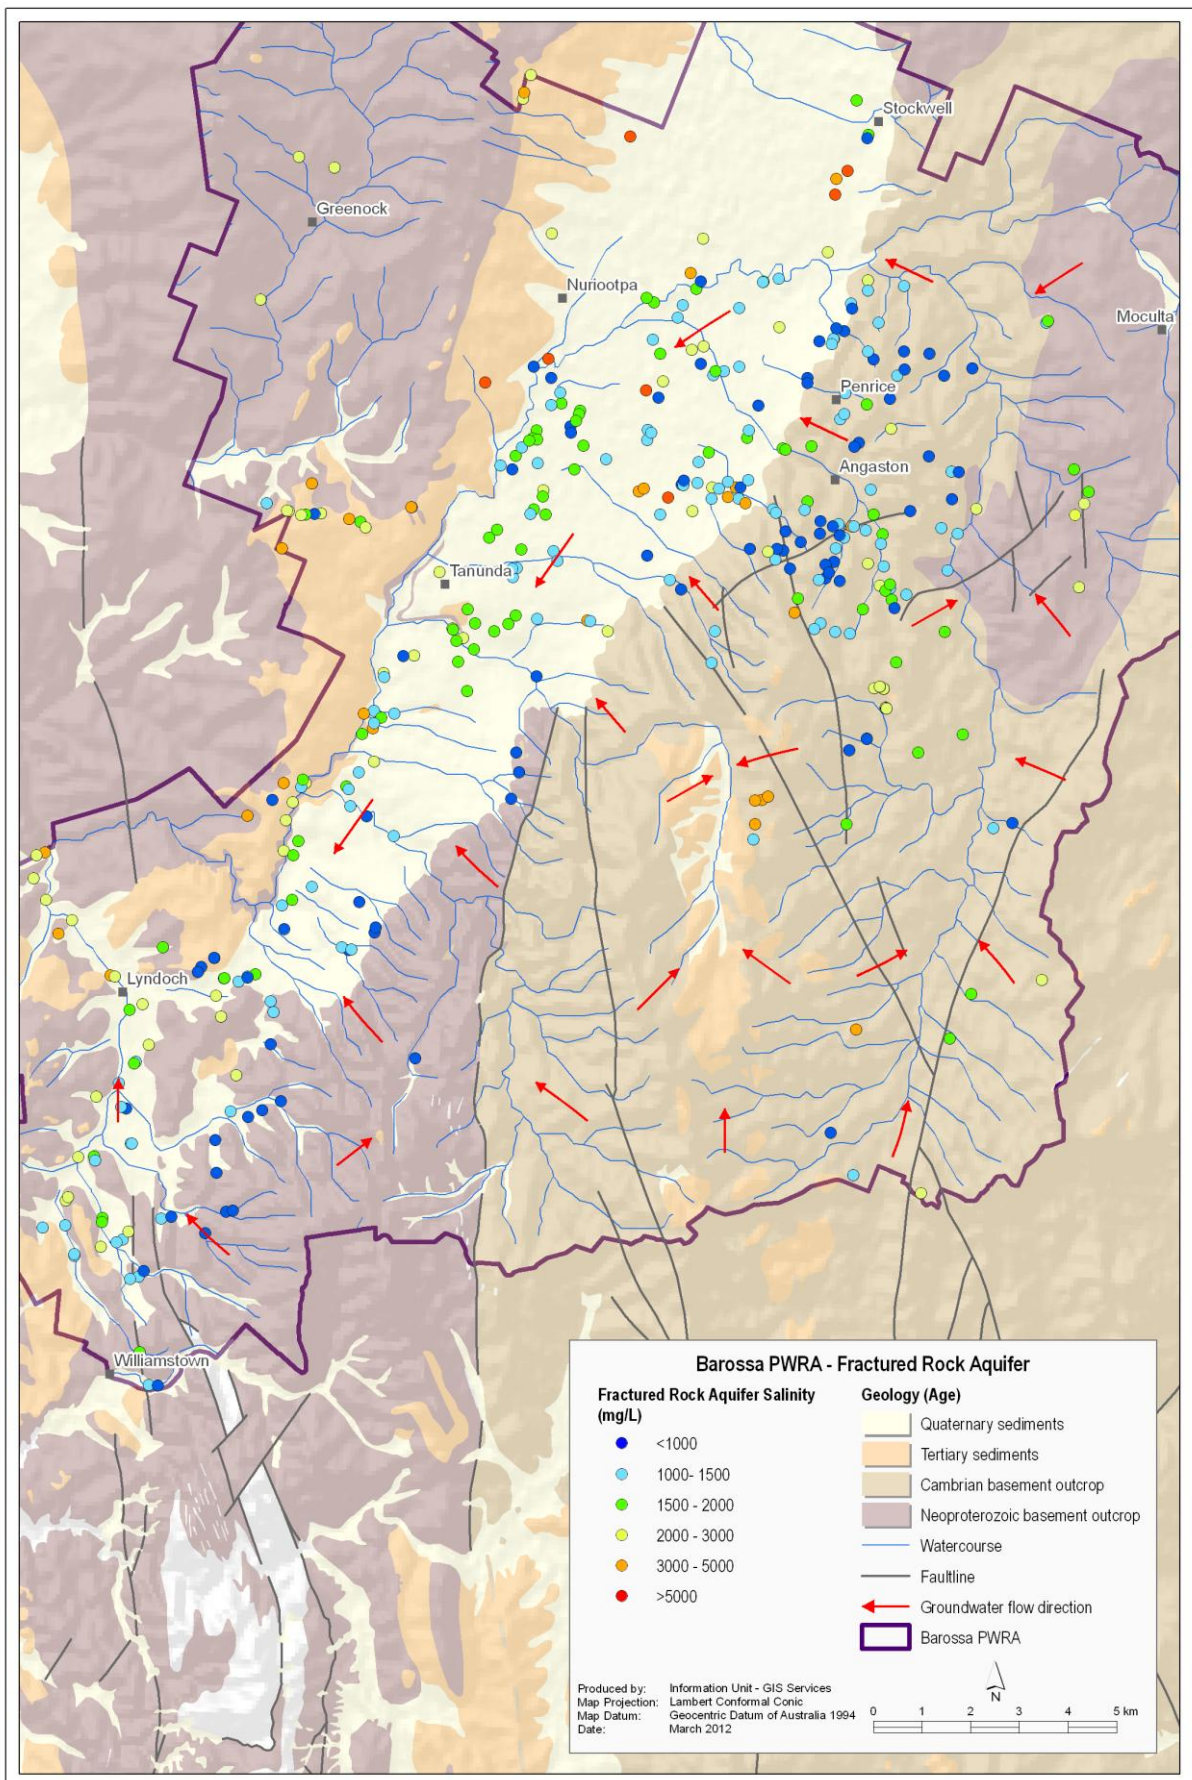 Stockwell
Greenock
Nuriootpa
Moculta
Penrice
Angaston
Tanunda
Lyndoch
Williamstown
Barossa PWRA - Fractured Rock Aquifer
Fractured Rock Aquifer Salinity
(mg/L)
<1000
1000- 1500
1500 - 2000
2000 - 3000
3000 - 5000
>5000
Geology (Age)
Quaternary sediments
Tertiary sediments
Cambrian basement outcrop
Neoproterozoic basement outcrop
Watercourse
Faultline
Groundwater flow direction
Barossa PWRA
N
0 1 2 3 4 5 km
Produced by: Information Unit - GIS Services
Map Projection: Lambert Conformal Conic
Map Datum: Geocentric Datum of Australia 1994
Date: March 2012